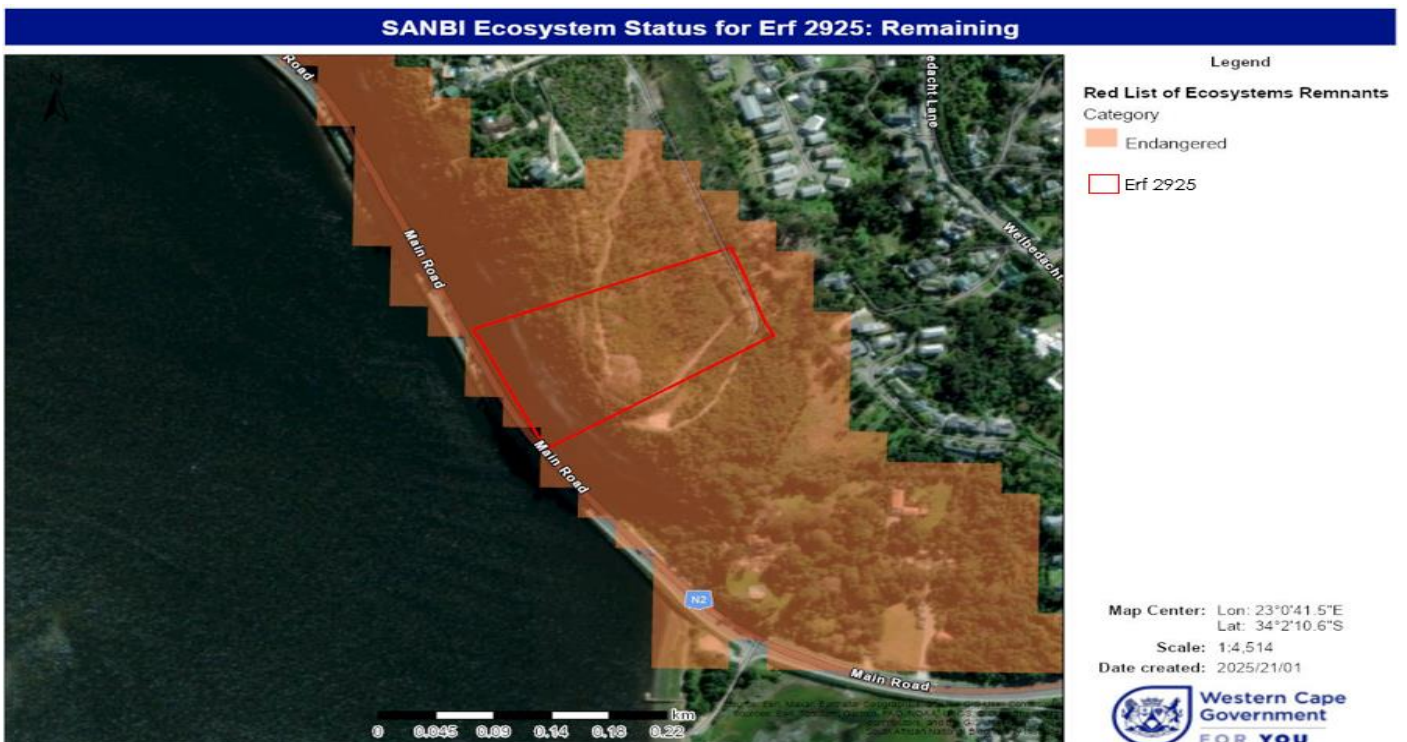 SANBI Ecosystem Status for Erf 2925: Remaining
Road
N
edacht Lane
Welbedacht
Main Road
Main Road
N2
Main Road
km
0 0.045 0.09 0.14 0.18 0.22
Legend
Red List of Ecosystems Remnants
Category
Endangered
Erf 2925
Map Center: Lon: 23°0'41.5"E
Lat: 34°2'10.6"S
Scale: 1:4,514
Date created: 2025/21/01
Western Cape
Government
FOR YOU